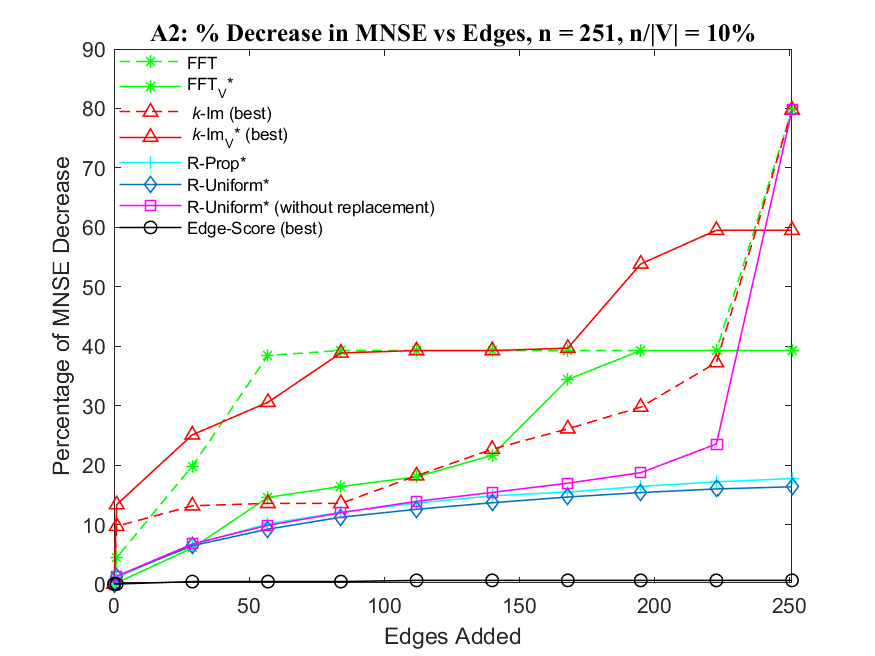 A2: % Decrease in MNSE vs Edges, n = 251, n/|V| = 10%
90
80
70
60
50
40
30
20
10
0
Percentage of MNSE Decrease
FFT
FFT_V*
k-Im (best)
k-Im_V* (best)
R-Prop*
R-Uniform*
R-Uniform* (without replacement)
Edge-Score (best)
0 50 100 150 200 250
Edges Added